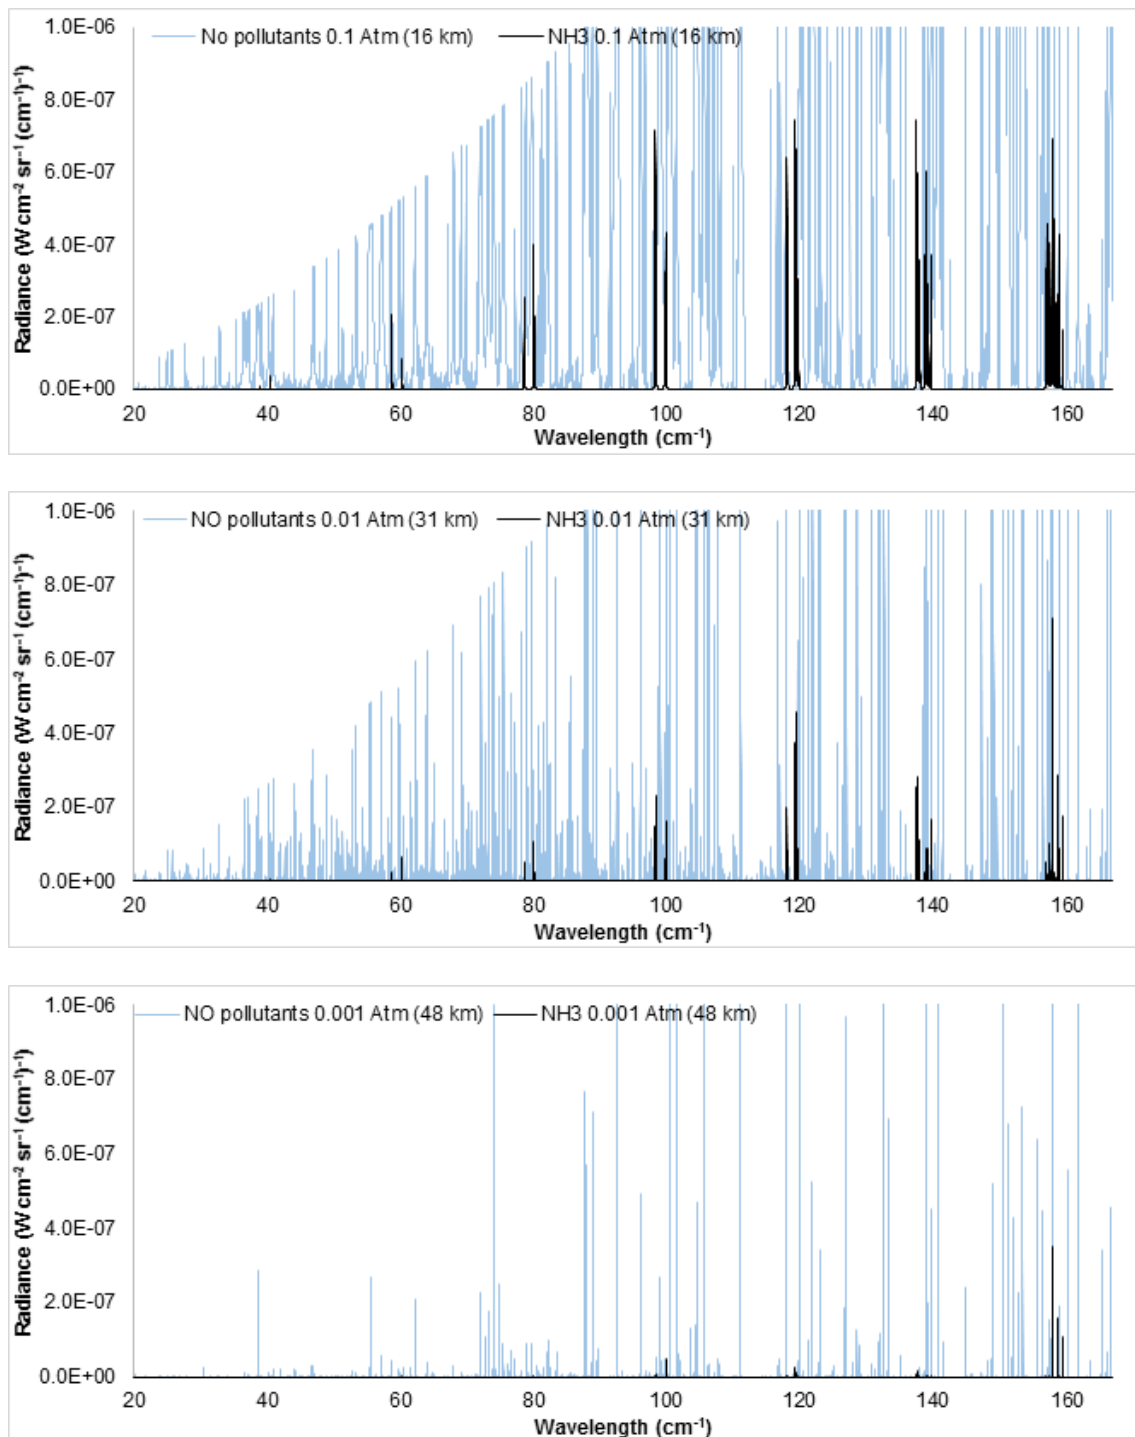 No pollutants 0.1 Atm (16 km) NH3 0.1 Atm (16 km)
Radiance (W cm⁻² sr⁻¹ (cm⁻¹)⁻¹)
1.0E-06
8.0E-07
6.0E-07
4.0E-07
2.0E-07
0.0E+00
20 40 60 80 100 120 140 160
Wavelength (cm⁻¹)
NO pollutants 0.01 Atm (31 km) NH3 0.01 Atm (31 km)
Radiance (W cm⁻² sr⁻¹ (cm⁻¹)⁻¹)
1.0E-06
8.0E-07
6.0E-07
4.0E-07
2.0E-07
0.0E+00
20 40 60 80 100 120 140 160
Wavelength (cm⁻¹)
NO pollutants 0.001 Atm (48 km) NH3 0.001 Atm (48 km)
Radiance (W cm⁻² sr⁻¹ (cm⁻¹)⁻¹)
1.0E-06
8.0E-07
6.0E-07
4.0E-07
2.0E-07
0.0E+00
20 40 60 80 100 120 140 160
Wavelength (cm⁻¹)